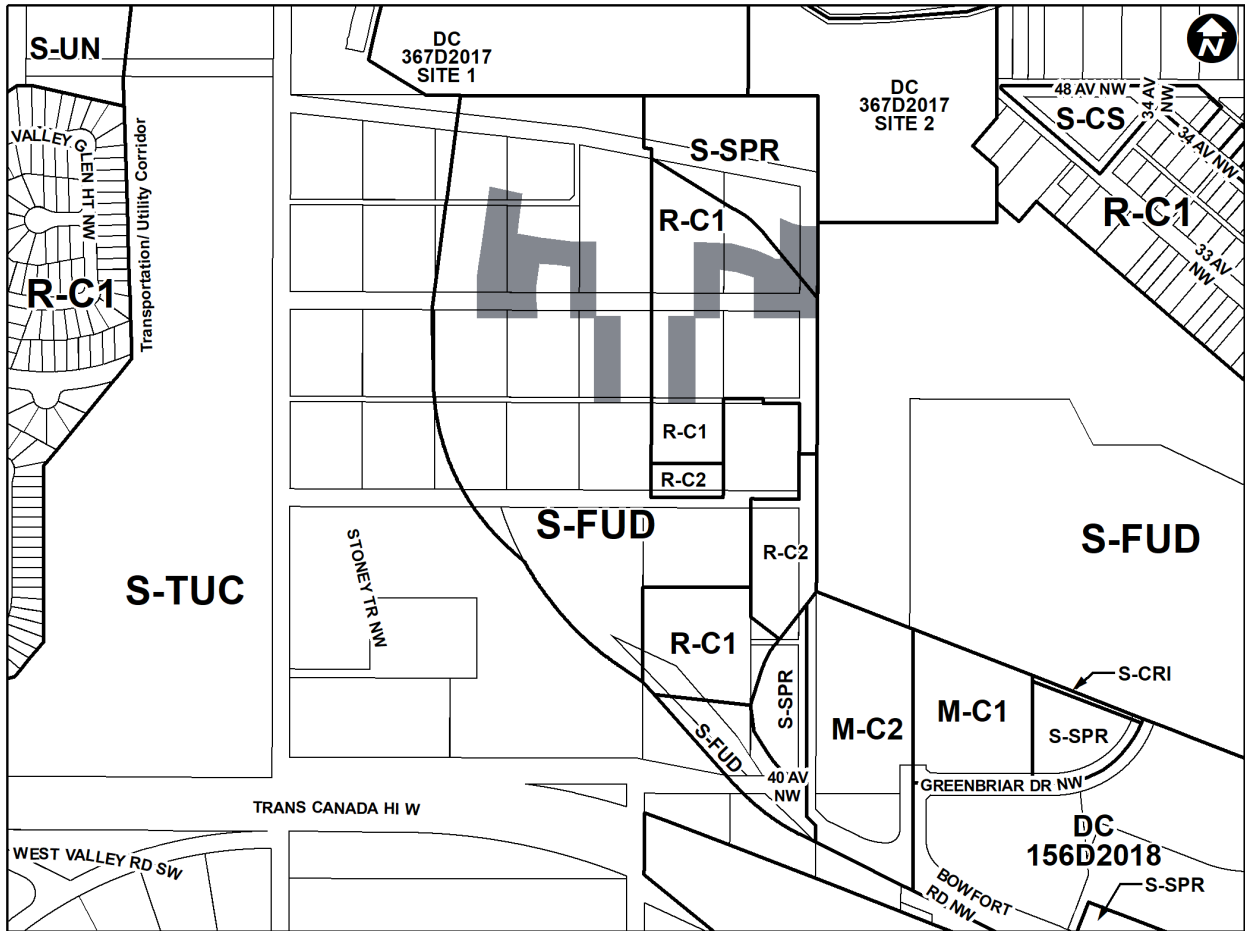 N
S-UN
DC
367D2017
SITE 1
DC
367D2017
SITE 2
48 AV NW
34 AV
NW
S-CS
34 AV NW
VALLEY GLEN HT NW
Transportation/ Utility Corridor
S-SPR
R-C1
R-C1
33 AV
NW
R-C1
R-C1
R-C2
S-FUD
S-FUD
R-C2
STONEY TR NW
S-TUC
R-C1
S-SPR
S-CRI
M-C1
M-C2
S-SPR
S-FUD
40 AV
NW
GREENBRIAR DR NW
TRANS CANADA HI W
DC
156D2018
WEST VALLEY RD SW
BOWFORT
RD NW
S-SPR